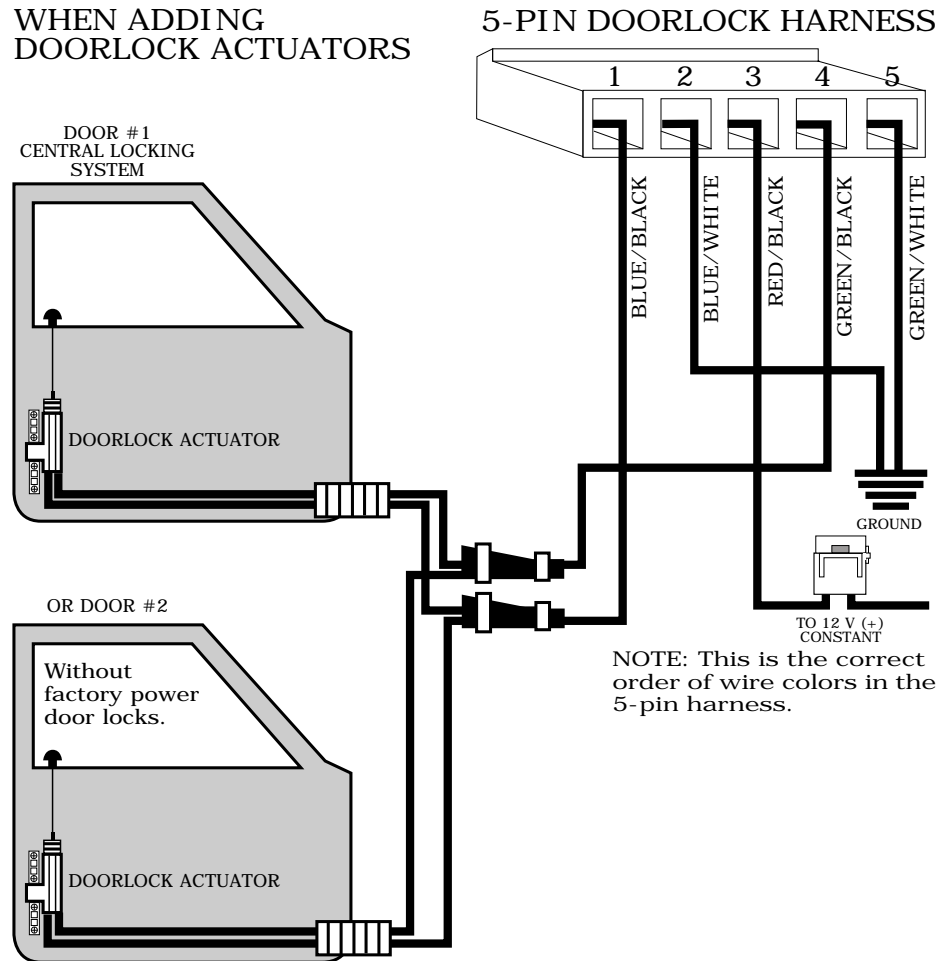 WHEN ADDING
DOORLOCK ACTUATORS
5-PIN DOORLOCK HARNESS
1 2 3 4 5
BLUE/BLACK
BLUE/WHITE
RED/BLACK
GREEN/BLACK
GREEN/WHITE
DOOR #1
CENTRAL LOCKING
SYSTEM
DOORLOCK ACTUATOR
GROUND
TO 12 V (+)
CONSTANT
NOTE: This is the correct
order of wire colors in the
5-pin harness.
OR DOOR #2
Without
factory power
door locks.
DOORLOCK ACTUATOR